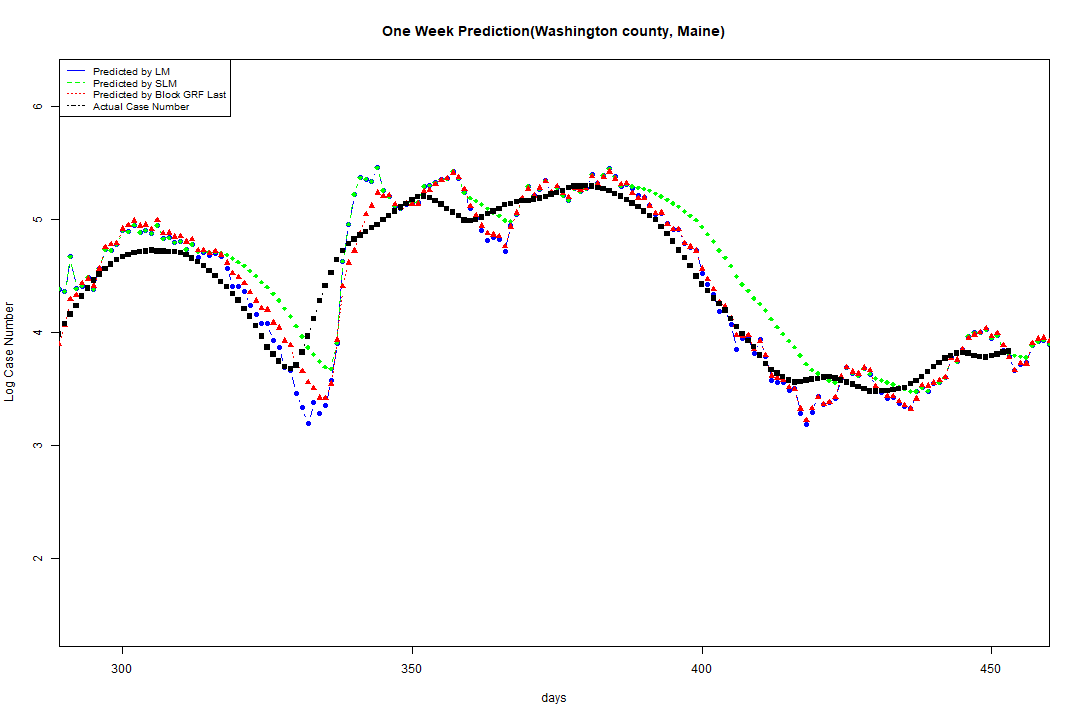 One Week Prediction(Washington county, Maine)
Predicted by LM
Predicted by SLM
Predicted by Block GRF Last
Actual Case Number
6
5
4
3
2
Log Case Number
300 350 400 450
days